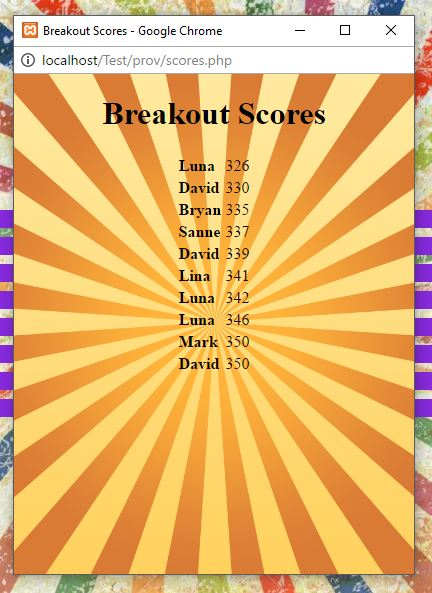 Breakout Scores - Google Chrome
localhost/Test/prov/scores.php
Breakout Scores
Luna 326
David 330
Bryan 335
Sanne 337
David 339
Lina 341
Luna 342
Luna 346
Mark 350
David 350